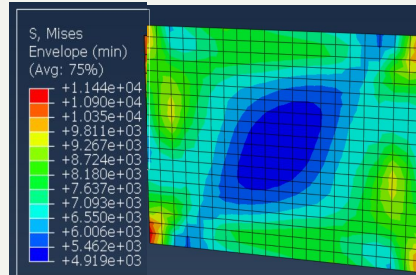 S, Mises
Envelope (min)
(Avg: 75%)
+1.144e+04
+1.090e+04
+1.035e+04
+9.811e+03
+9.267e+03
+8.724e+03
+8.180e+03
+7.637e+03
+7.093e+03
+6.550e+03
+6.006e+03
+5.462e+03
+4.919e+03